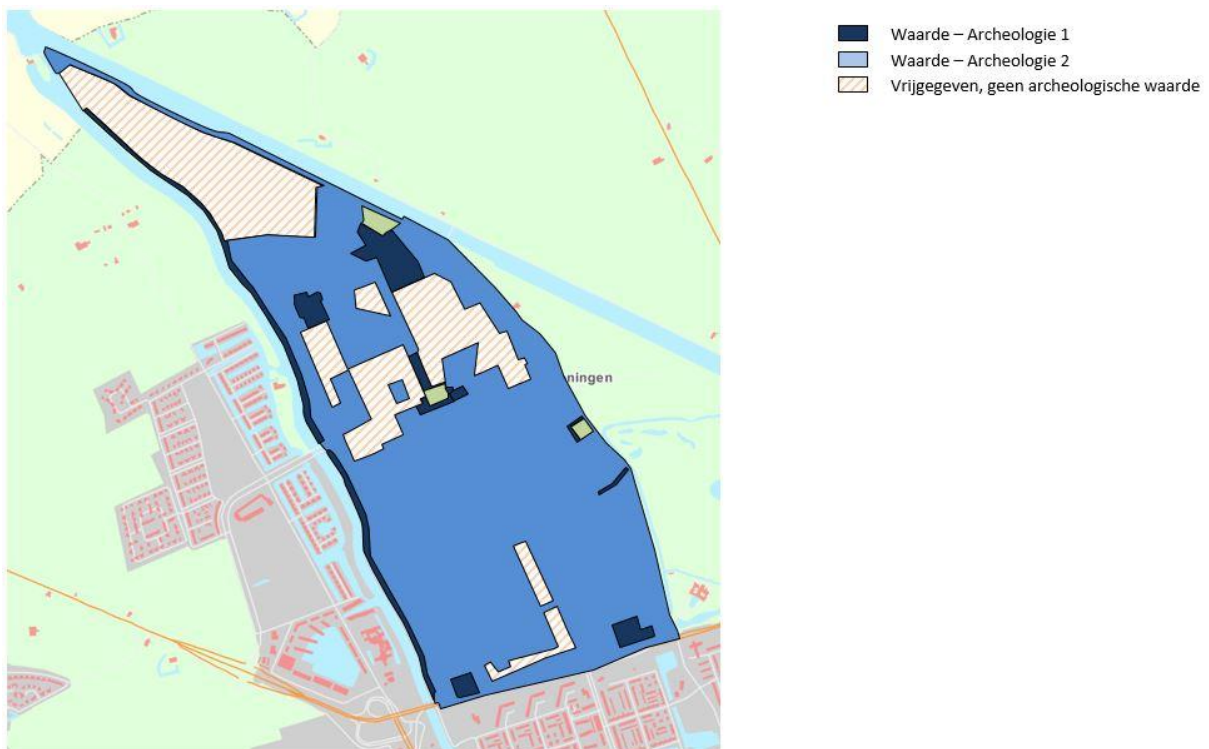 Waarde – Archeologie 1
Waarde – Archeologie 2
Vrijgegeven, geen archeologische waarde
ningen